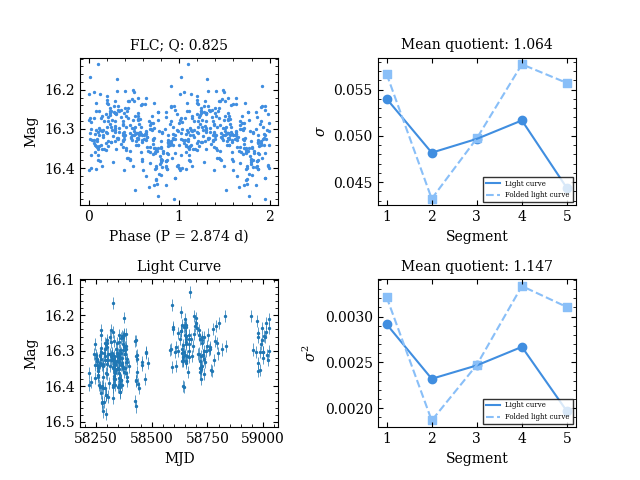 FLC; Q: 0.825
Mag
16.2
16.3
16.4
0
1
2
Phase (P = 2.874 d)
Mean quotient: 1.064
σ
0.055
0.050
0.045
1
2
3
4
5
Segment
Light curve
Folded light curve
Light Curve
Mag
16.1
16.2
16.3
16.4
16.5
58250
58500
58750
59000
MJD
Mean quotient: 1.147
σ²
0.0030
0.0025
0.0020
1
2
3
4
5
Segment
Light curve
Folded light curve